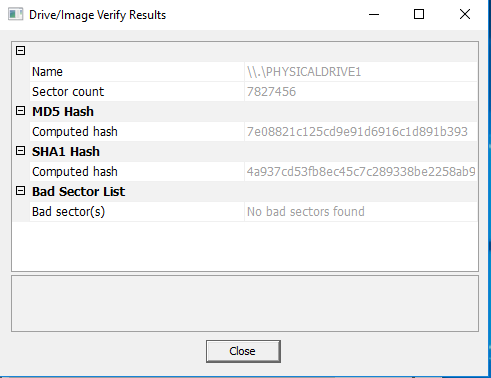 Drive/Image Verify Results
Name \\.\PHYSICALDRIVE1
Sector count 7827456
MD5 Hash
Computed hash 7e08821c125cd9e91d6916c1d891b393
SHA1 Hash
Computed hash 4a937cd53fb8ec45c7c289338be2258ab9
Bad Sector List
Bad sector(s) No bad sectors found
Close